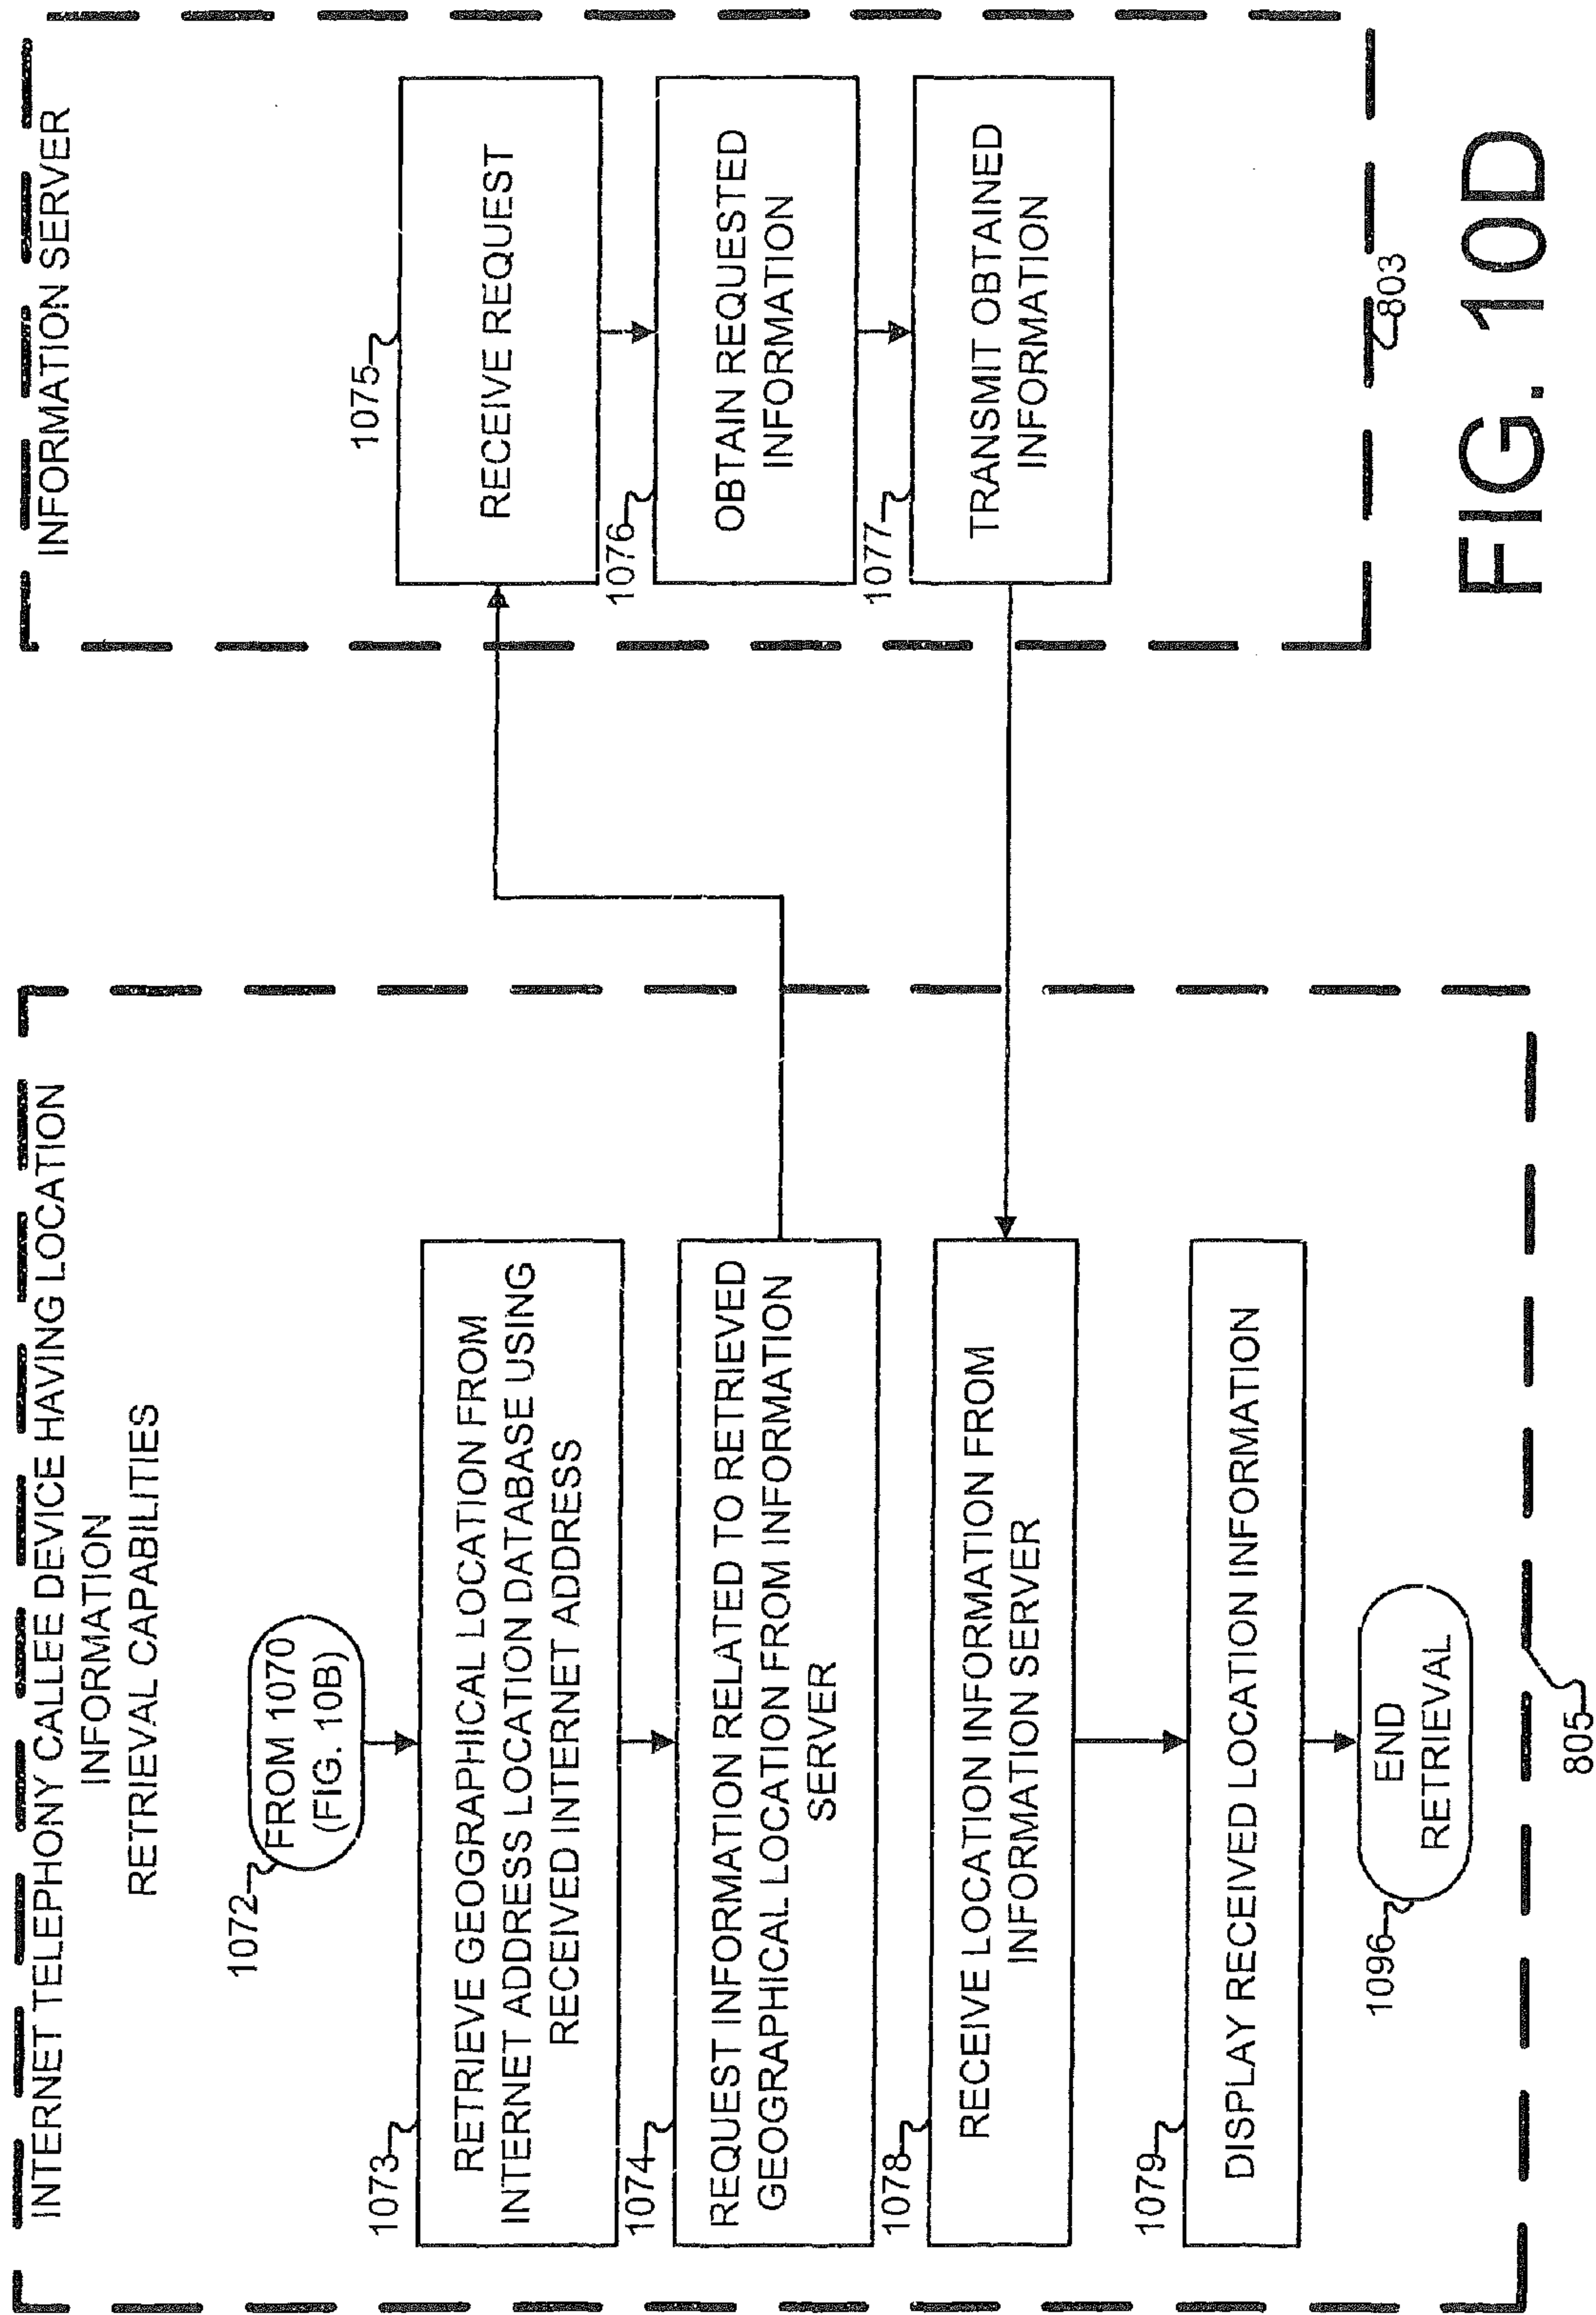 INTERNET TELEPHONY CALLEE DEVICE HAVING LOCATION
INFORMATION
RETRIEVAL CAPABILITIES
1072
FROM 1070
(FIG. 10B)
1073
RETRIEVE GEOGRAPHICAL LOCATION FROM
INTERNET ADDRESS LOCATION DATABASE USING
RECEIVED INTERNET ADDRESS
1074
REQUEST INFORMATION RELATED TO RETRIEVED
GEOGRAPHICAL LOCATION FROM INFORMATION
SERVER
1078
RECEIVE LOCATION INFORMATION FROM
INFORMATION SERVER
1079
DISPLAY RECEIVED LOCATION INFORMATION
1096
END
RETRIEVAL
805
INFORMATION SERVER
1075
RECEIVE REQUEST
1076
OBTAIN REQUESTED
INFORMATION
1077
TRANSMIT OBTAINED
INFORMATION
803
FIG. 10D